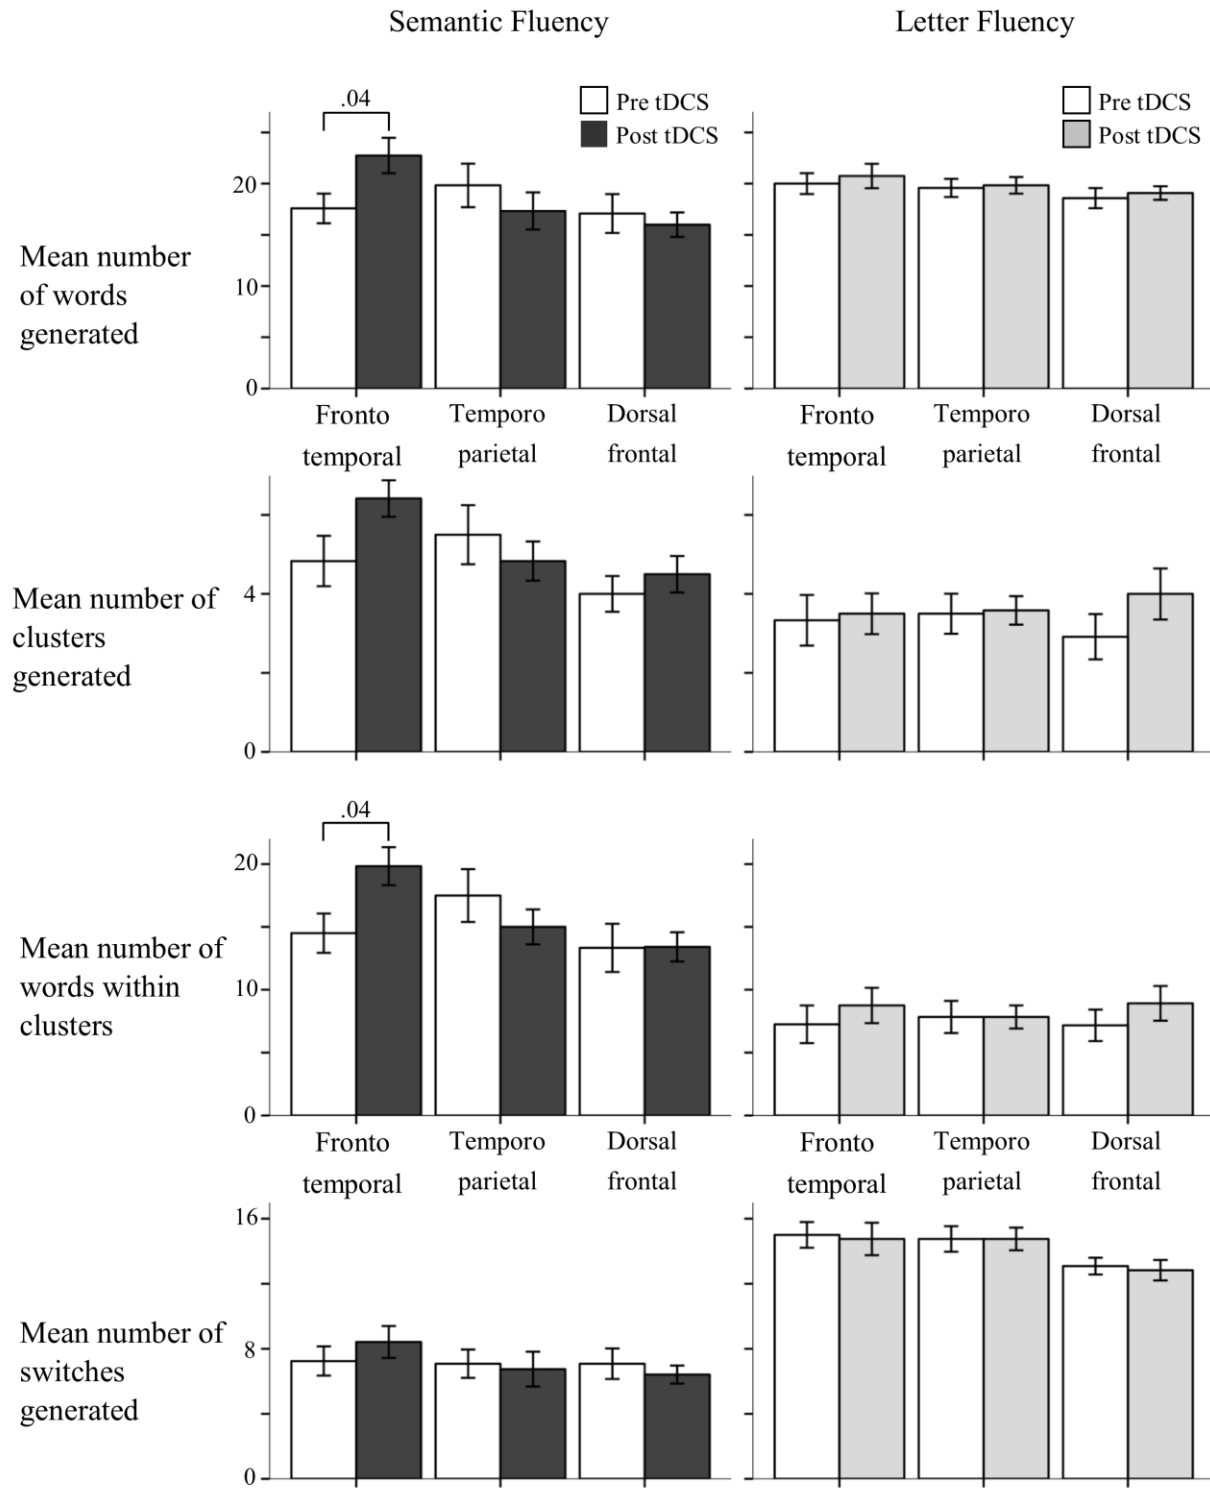 Semantic Fluency
Letter Fluency
.04
Pre tDCS
Post tDCS
Pre tDCS
Post tDCS
Mean number
of words
generated
20
10
0
Fronto
temporal
Temporo
parietal
Dorsal
frontal
Fronto
temporal
Temporo
parietal
Dorsal
frontal
Mean number of
clusters
generated
4
0
.04
Mean number of
words within
clusters
20
10
0
Fronto
temporal
Temporo
parietal
Dorsal
frontal
Fronto
temporal
Temporo
parietal
Dorsal
frontal
Mean number of
switches
generated
16
8
0